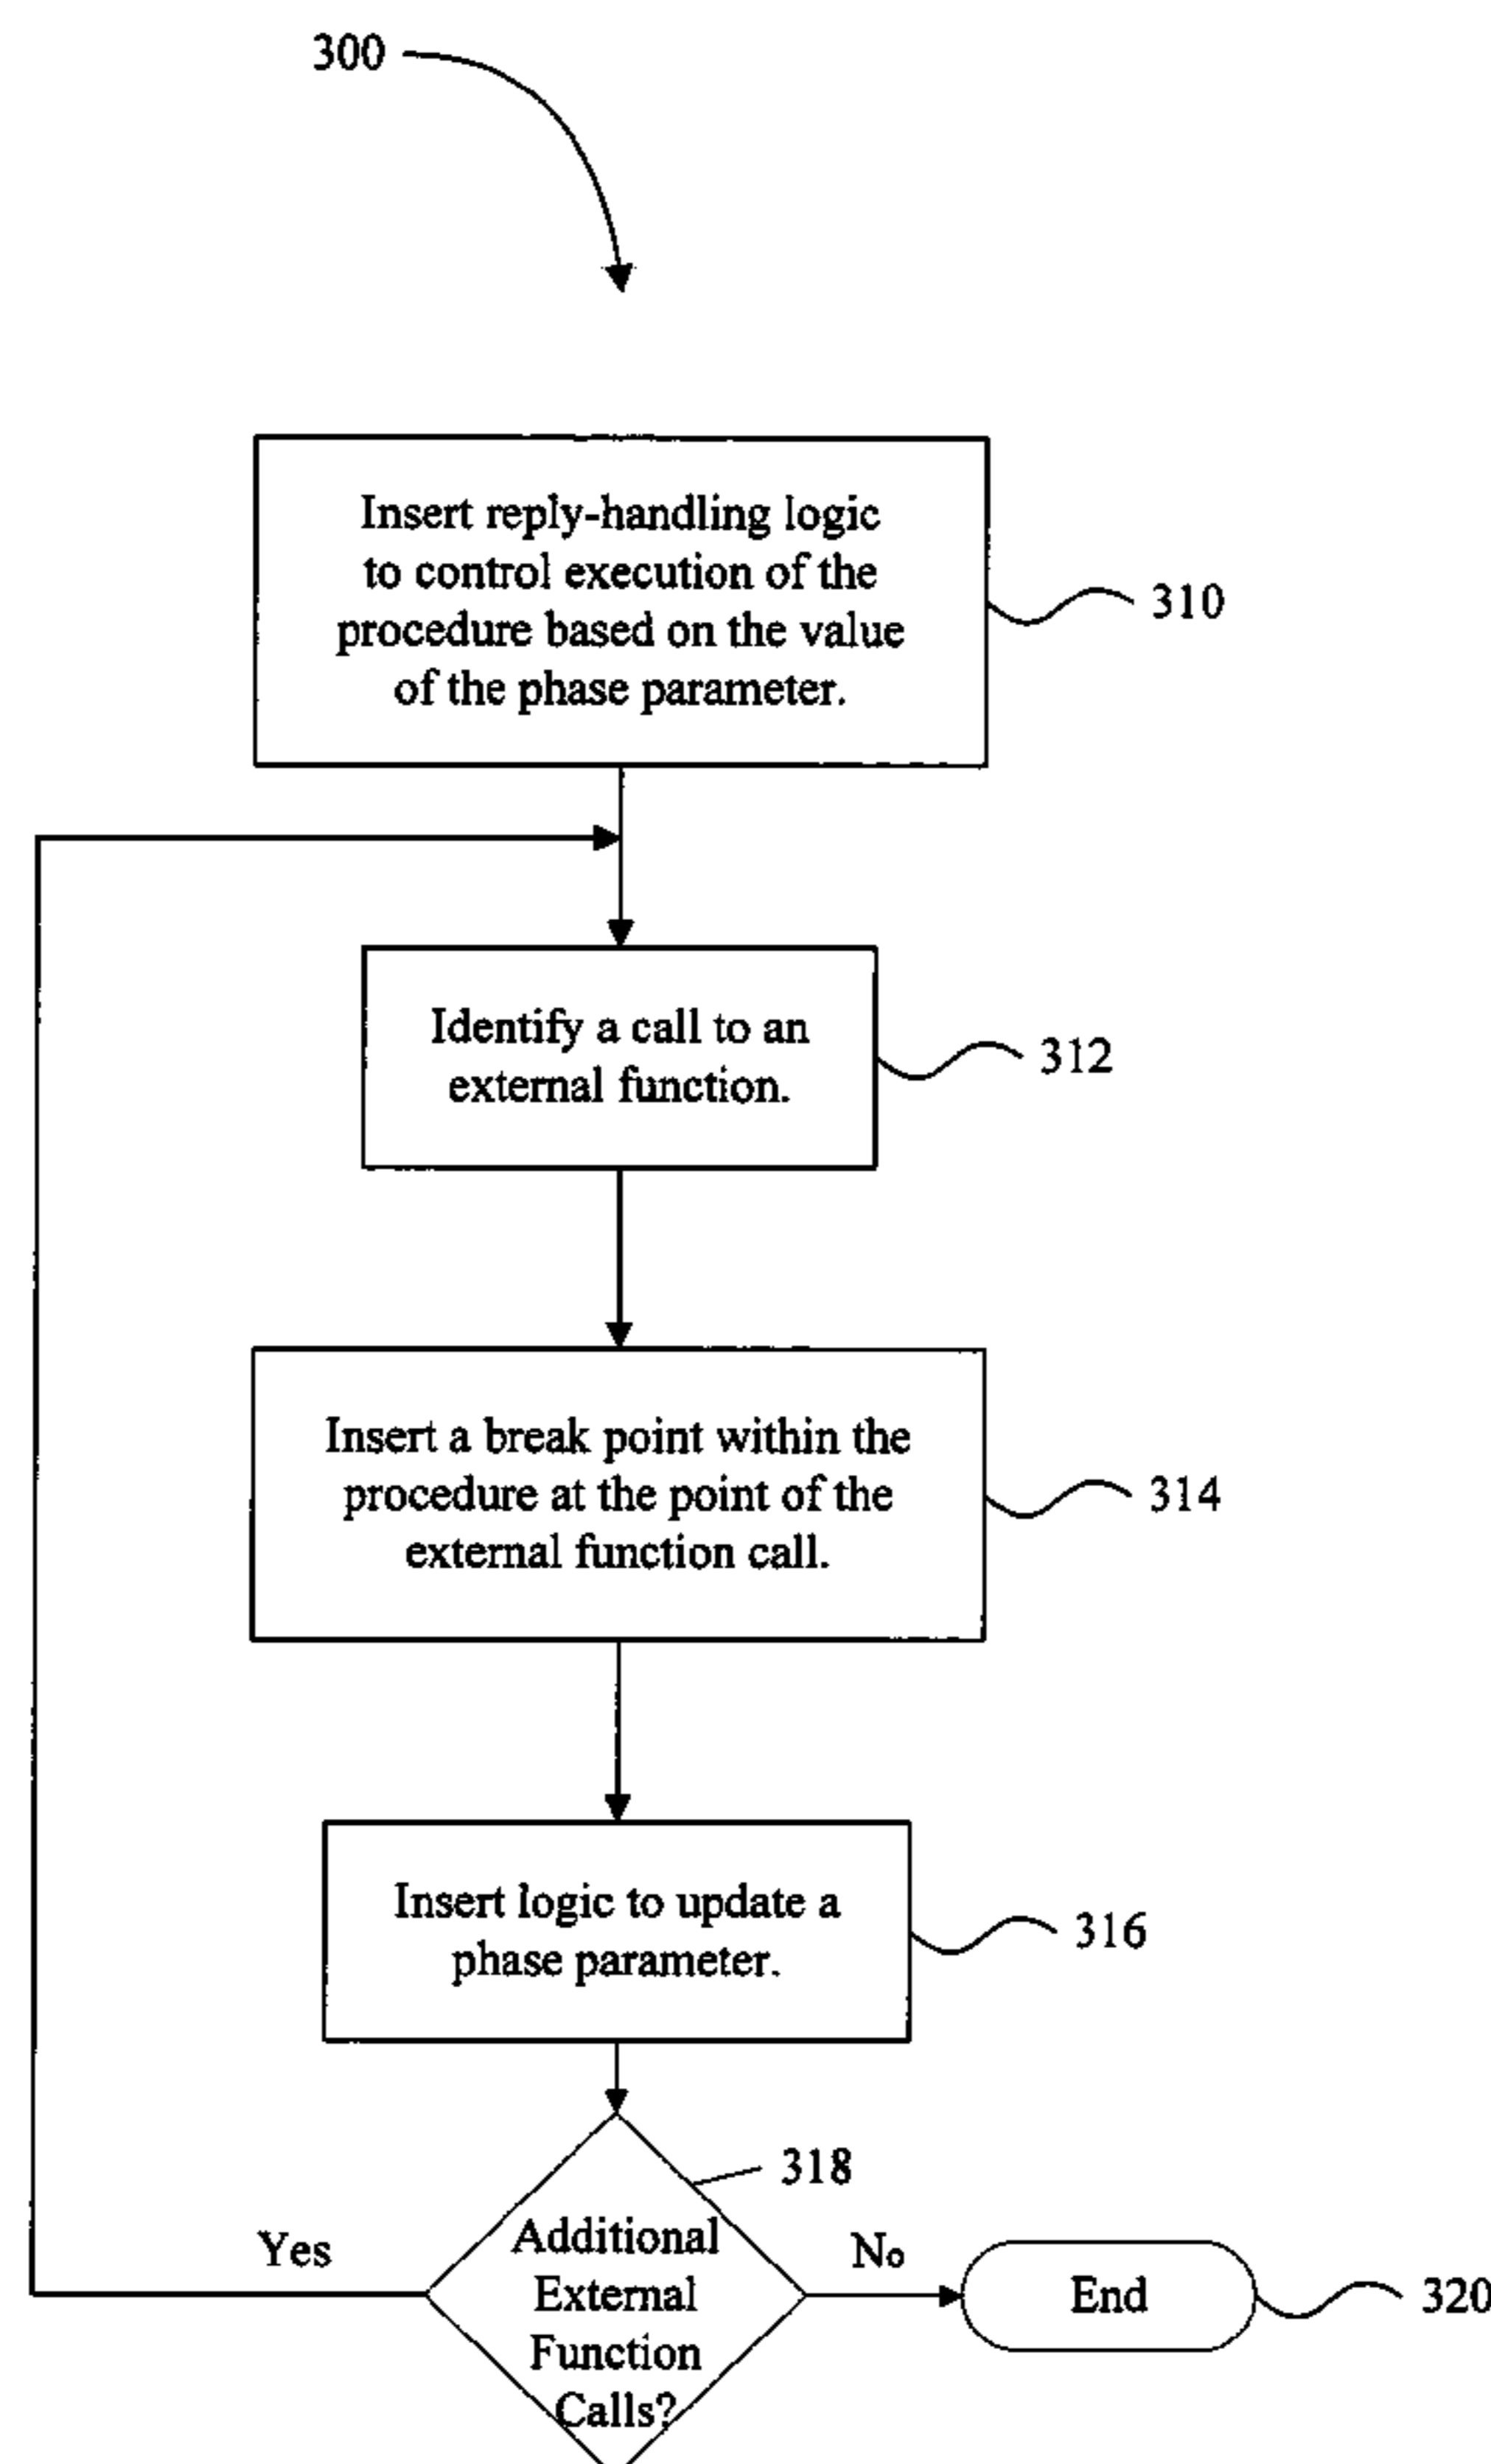 300
Insert reply-handling logic
to control execution of the
procedure based on the value
of the phase parameter.
310
Identify a call to an
external function.
312
Insert a break point within the
procedure at the point of the
external function call.
314
Insert logic to update a
phase parameter.
316
318
Additional
External
Function
Calls?
Yes
No
End
320